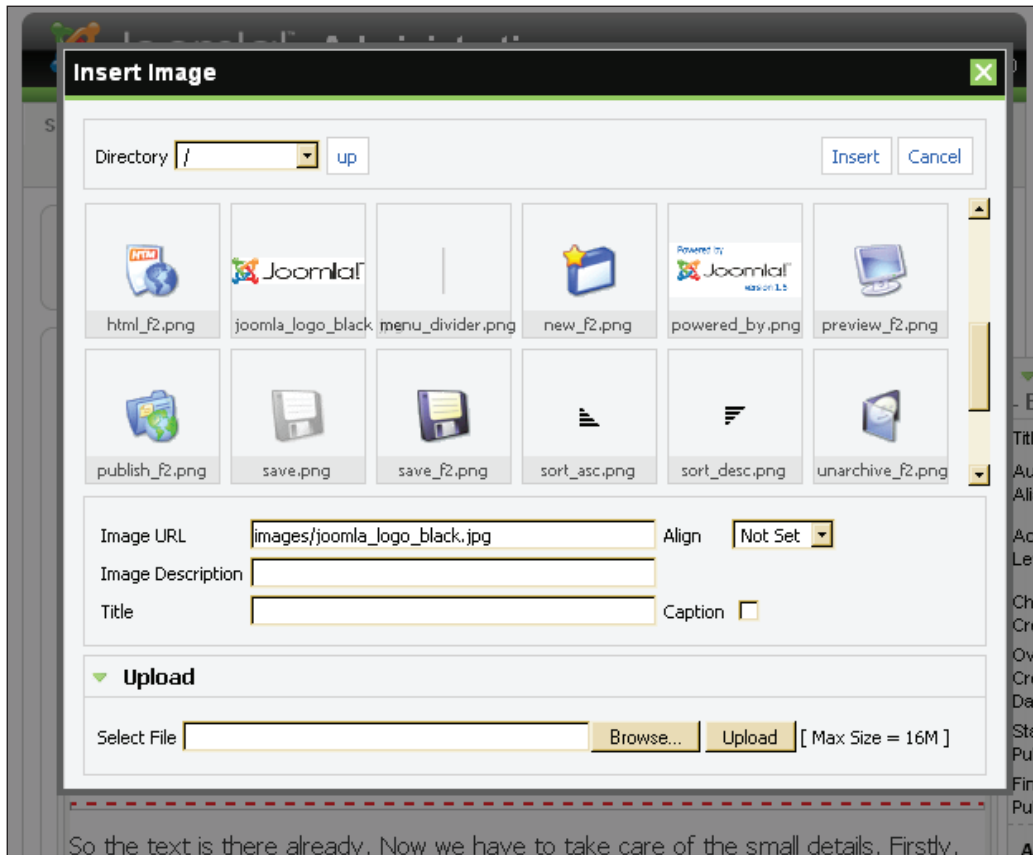 Joomla! Administration
Insert Image
Directory / up Insert Cancel
HTM
Joomla!
Powered by
Joomla!
version 1.5
html_f2.png joomla_logo_black menu_divider.png new_f2.png powered_by.png preview_f2.png
publish_f2.png save.png save_f2.png sort_asc.png sort_desc.png unarchive_f2.png
Image URL images/joomla_logo_black.jpg Align Not Set
Image Description
Title Caption
Upload
Select File Browse... Upload [ Max Size = 16M ]
So the text is there already. Now we have to take care of the small details. Firstly,